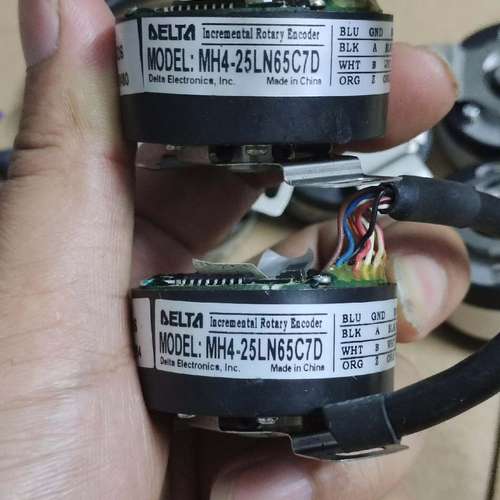 DELTA Incremental Rotary Encoder
MODEL: MH4-25LN65C7D
Delta Electronics, Inc. Made in China
BLU GND
BLK A
WHT B
ORG Z
DELTA Incremental Rotary Encoder
MODEL: MH4-25LN65C7D
Delta Electronics, Inc. Made in China
BLU GND
BLK A
WHT B
ORG Z